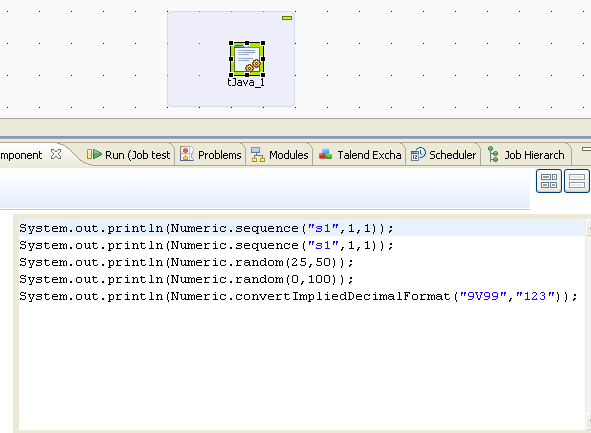 tJava_1
mponent Run (Job test Problems Modules Talend Excha Scheduler Job Hierarch
System.out.println(Numeric.sequence("s1",1,1));
System.out.println(Numeric.sequence("s1",1,1));
System.out.println(Numeric.random(25,50));
System.out.println(Numeric.random(0,100));
System.out.println(Numeric.convertImpliedDecimalFormat("9V99","123"));